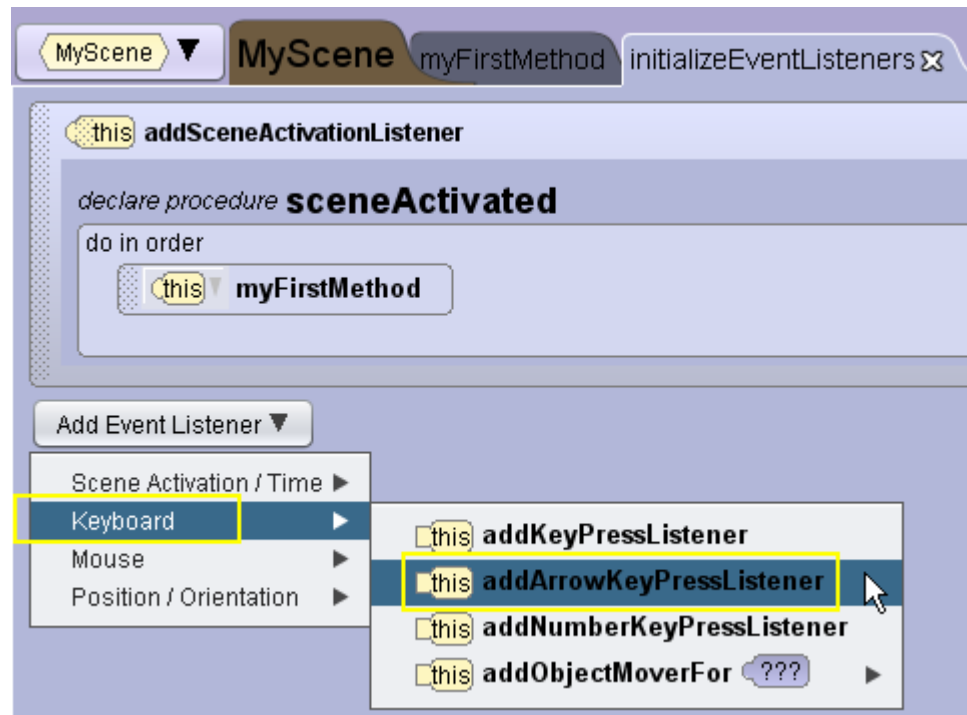 MyScene ▼ MyScene myFirstMethod initializeEventListeners
this addSceneActivationListener
declare procedure sceneActivated
do in order
this myFirstMethod
Add Event Listener ▼
Scene Activation / Time ▶
Keyboard ▶
Mouse ▶
Position / Orientation ▶
this addKeyPressListener
this addArrowKeyPressListener
this addNumberKeyPressListener
this addObjectMoverFor ??? ▶